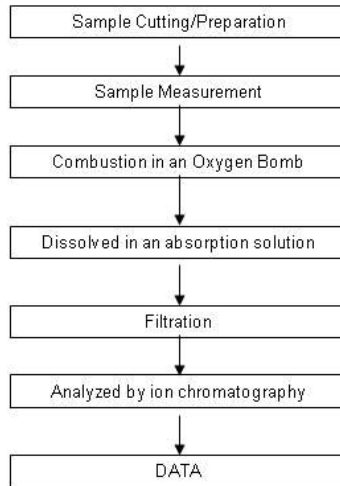 Sample Cutting/Preparation
Sample Measurement
Combustion in an Oxygen Bomb
Dissolved in an absorption solution
Filtration
Analyzed by ion chromatography
DATA